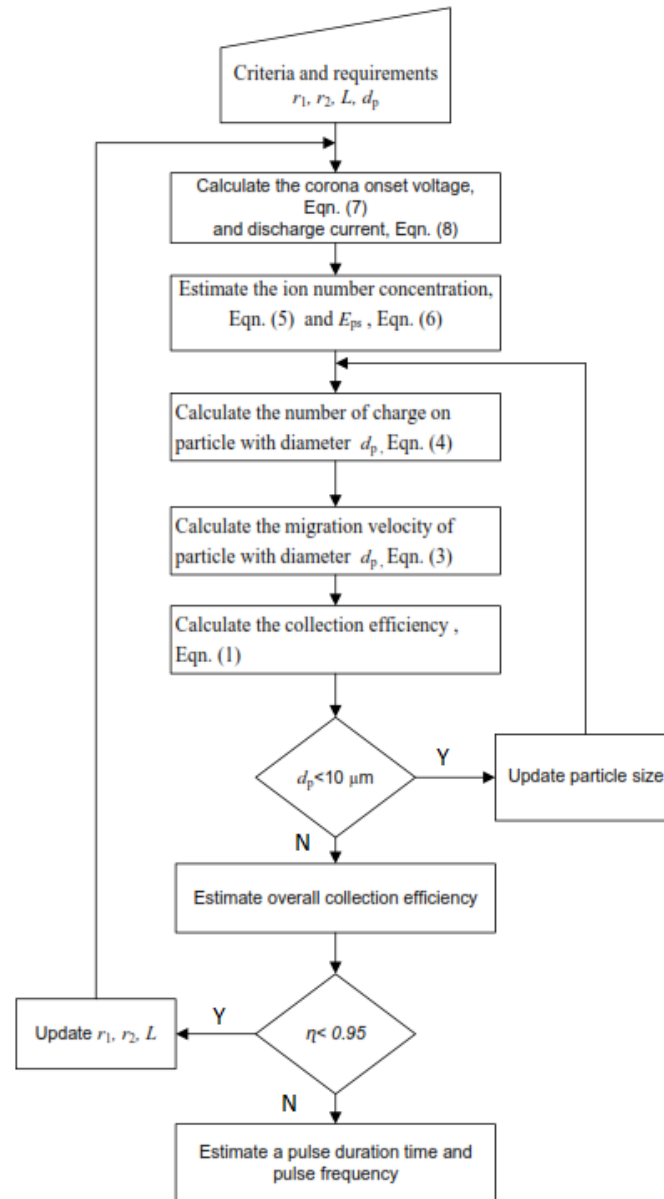 Criteria and requirements
r₁, r₂, L, dₚ
Calculate the corona onset voltage,
Eqn. (7)
and discharge current, Eqn. (8)
Estimate the ion number concentration,
Eqn. (5) and Eₚₛ , Eqn. (6)
Calculate the number of charge on
particle with diameter dₚ, Eqn. (4)
Calculate the migration velocity of
particle with diameter dₚ, Eqn. (3)
Calculate the collection efficiency ,
Eqn. (1)
dₚ<10 μm
Y
Update particle size
N
Estimate overall collection efficiency
η< 0.95
Y
Update r₁, r₂, L
N
Estimate a pulse duration time and
pulse frequency